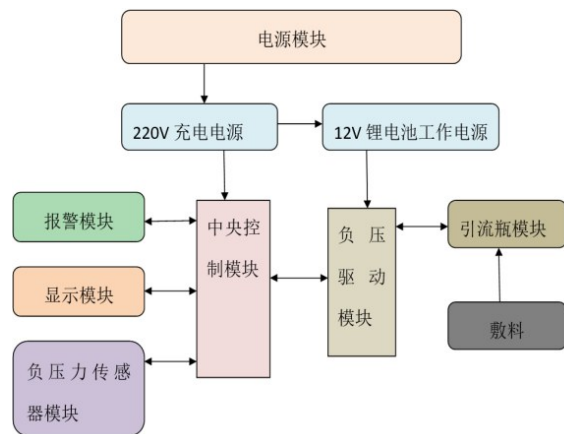 电源模块
220V 充电电源
12V 锂电池工作电源
报警模块
中央控
制模块
负压
驱动
模块
引流瓶模块
显示模块
敷料
负压力传感
器模块